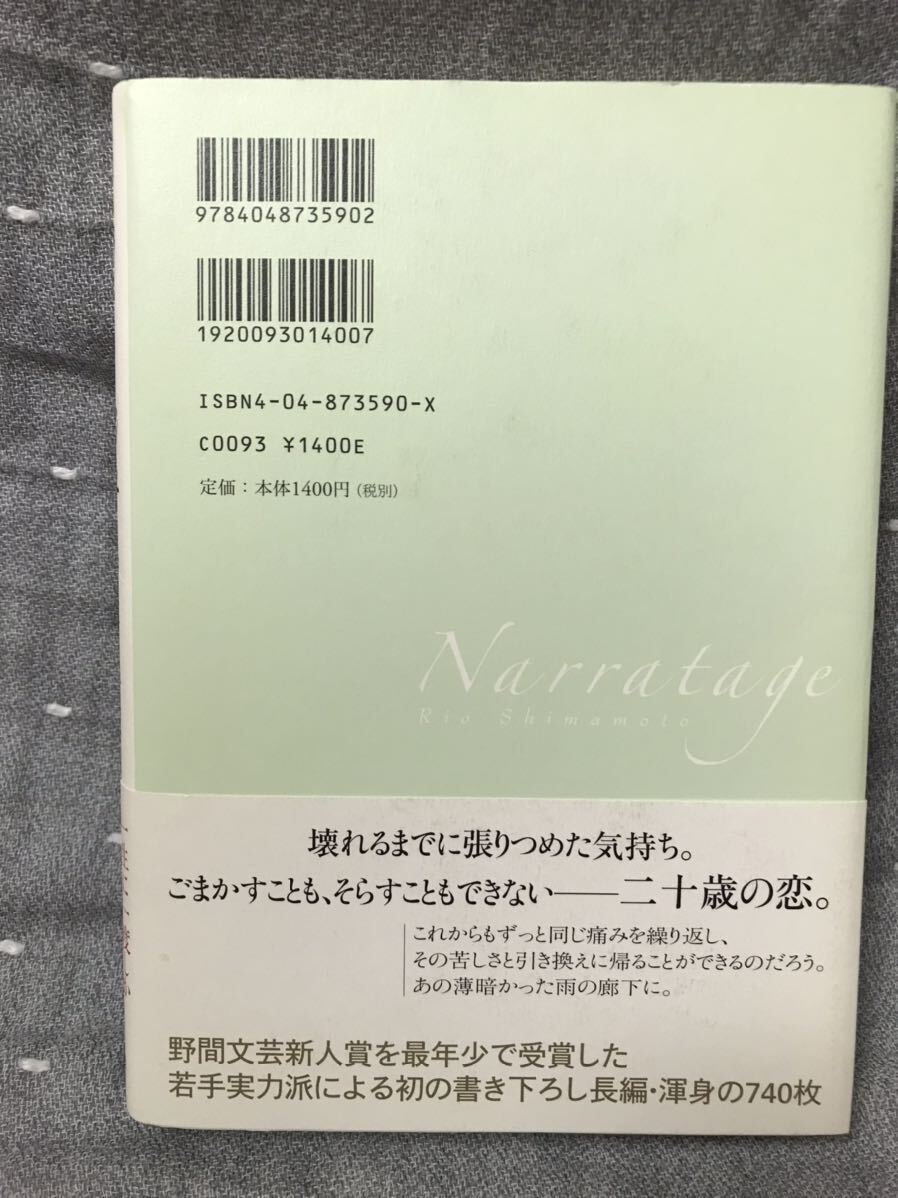 9784048735902
1920093014007
ISBN4-04-873590-X
C0093 ¥1400E
定価：本体1400円（税別）
Narratage
Rio Shimamoto
壊れるまでに張りつめた気持ち。
ごまかすことも、そらすこともできない――二十歳の恋。
これからもずっと同じ痛みを繰り返し、
その苦しさと引き換えに帰ることができるのだろう。
あの薄暗かった雨の廊下に。
野間文芸新人賞を最年少で受賞した
若手実力派による初の書き下ろし長編・渾身の740枚